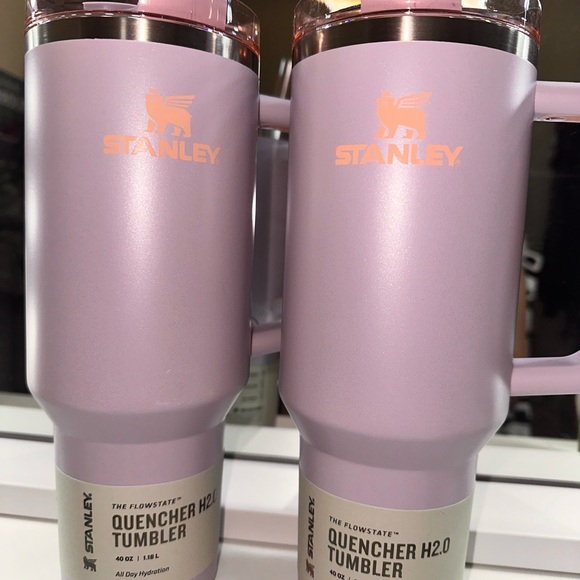 STANLEY
STANLEY
STANLEY
THE FLOWSTATE™
QUENCHER H2.0
TUMBLER
40 OZ | 1.18 L
All Day Hydration
STANLEY
THE FLOWSTATE™
QUENCHER H2.0
TUMBLER
40 OZ